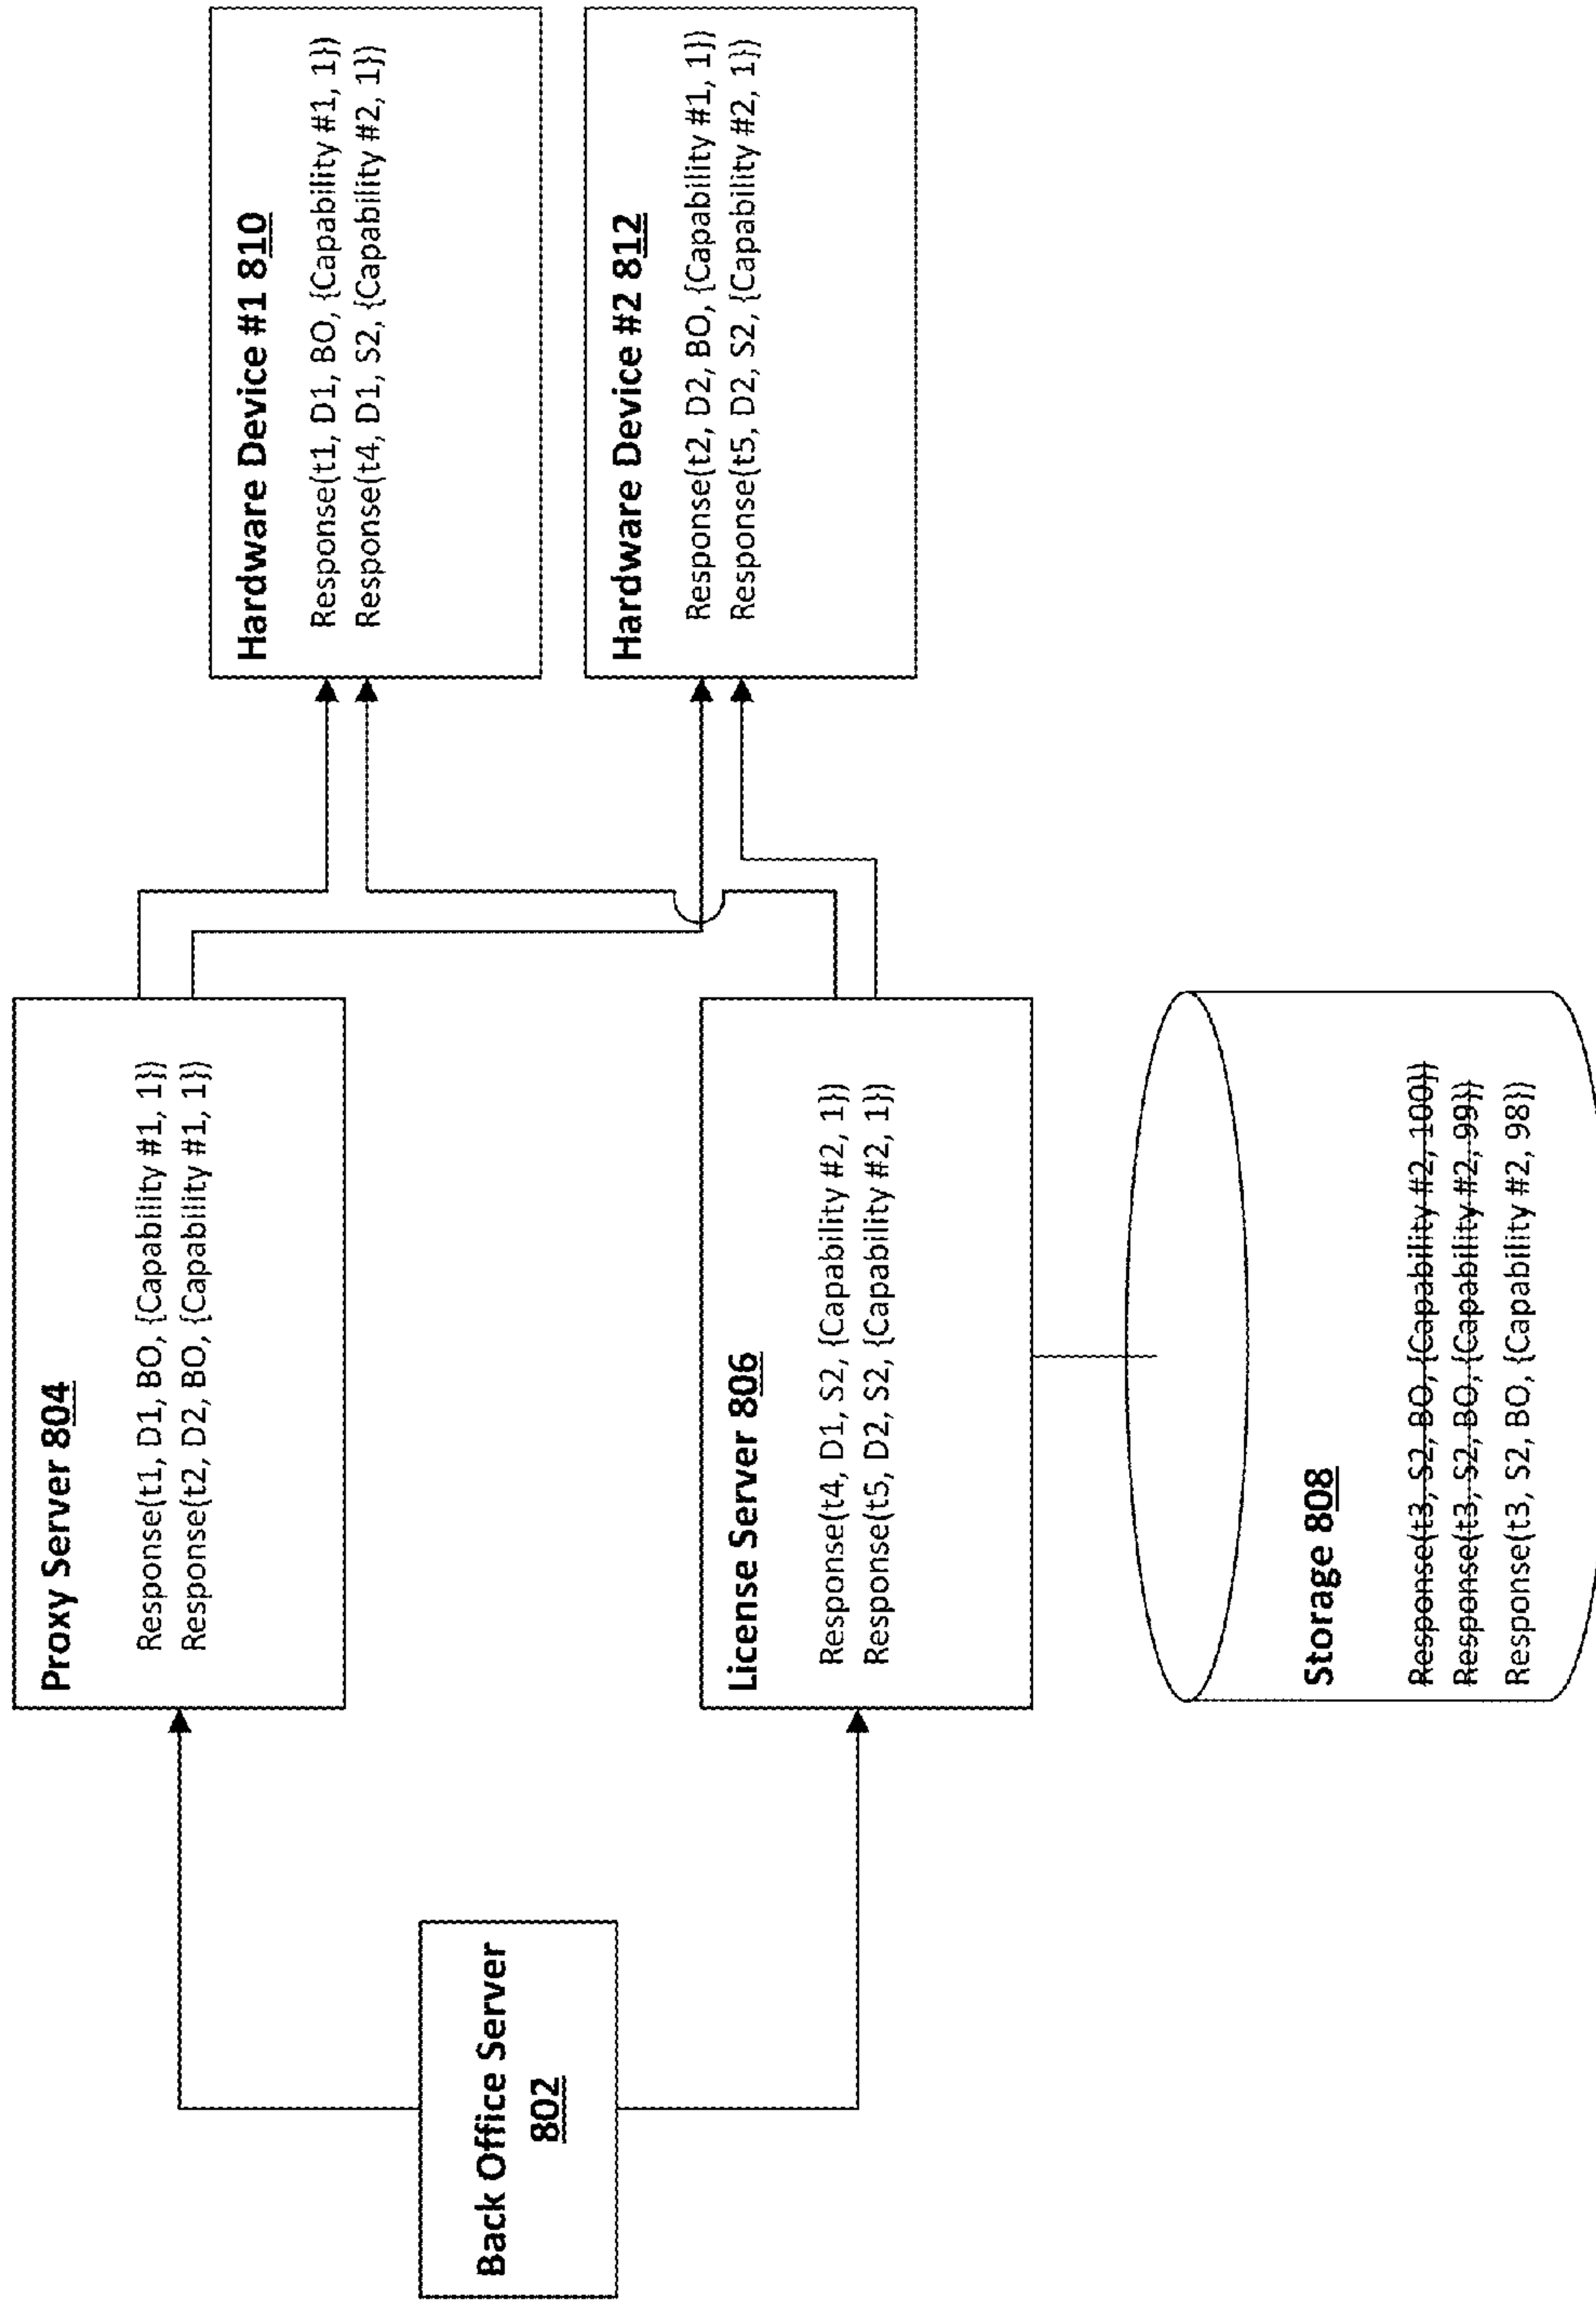 Back Office Server
802
Proxy Server 804
Response(t1, D1, BO, {Capability #1, 1})
Response(t2, D2, BO, {Capability #1, 1})
License Server 806
Response(t4, D1, S2, {Capability #2, 1})
Response(t5, D2, S2, {Capability #2, 1})
Storage 808
Response(t3, S2, BO, {Capability #2, 100})
Response(t3, S2, BO, {Capability #2, 99})
Response(t3, S2, BO, {Capability #2, 98})
Hardware Device #1 810
Response(t1, D1, BO, {Capability #1, 1})
Response(t4, D1, S2, {Capability #2, 1})
Hardware Device #2 812
Response(t2, D2, BO, {Capability #1, 1})
Response(t5, D2, S2, {Capability #2, 1})